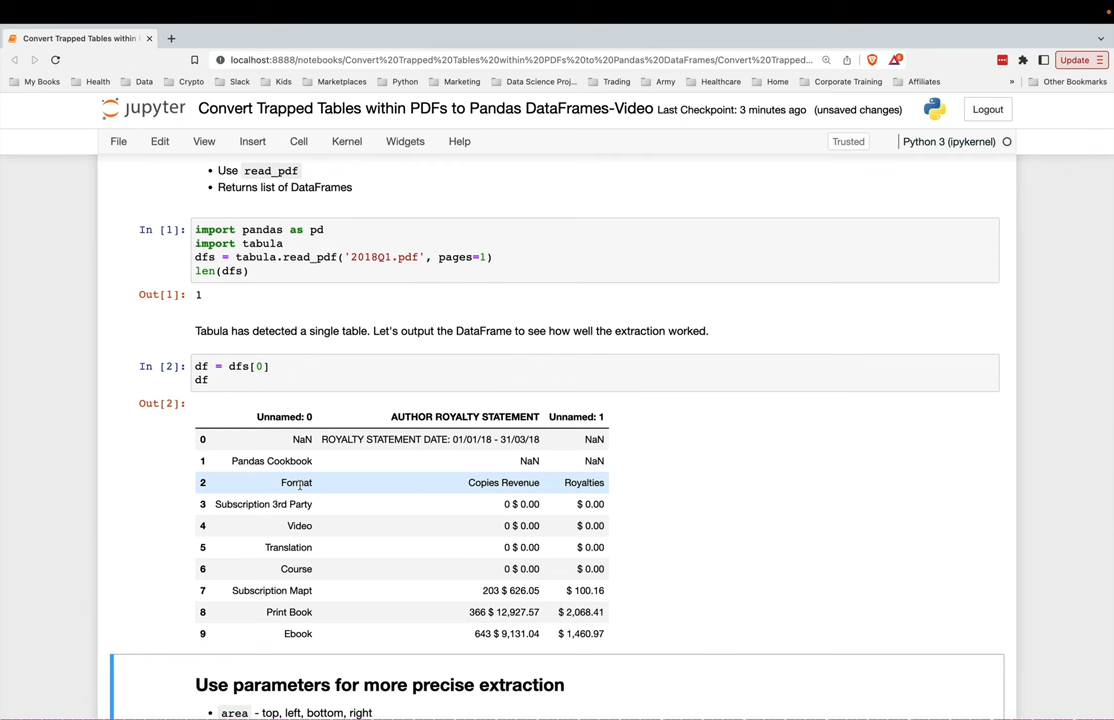 Convert Trapped Tables within
localhost:8888/notebooks/Convert%20Trapped%20Tables%20within%20PDFs%20to%20Pandas%20DataFrames/Convert%20Trapped...
Update
My Books Health Data Crypto Slack Kids Marketplaces Python Marketing Data Science Proj... Trading Army Healthcare Home Corporate Training Affiliates » Other Bookmarks
jupyter Convert Trapped Tables within PDFs to Pandas DataFrames-Video Last Checkpoint: 3 minutes ago (unsaved changes) Logout
File Edit View Insert Cell Kernel Widgets Help Trusted Python 3 (ipykernel)
• Use read_pdf
• Returns list of DataFrames
In [1]: import pandas as pd
import tabula
dfs = tabula.read_pdf('2018Q1.pdf', pages=1)
len(dfs)
Out[1]: 1
Tabula has detected a single table. Let's output the DataFrame to see how well the extraction worked.
In [2]: df = dfs[0]
df
Out[2]:
Unnamed: 0 AUTHOR ROYALTY STATEMENT Unnamed: 1
0 NaN ROYALTY STATEMENT DATE: 01/01/18 - 31/03/18 NaN
1 Pandas Cookbook NaN NaN
2 Format Copies Revenue Royalties
3 Subscription 3rd Party 0 $ 0.00 $ 0.00
4 Video 0 $ 0.00 $ 0.00
5 Translation 0 $ 0.00 $ 0.00
6 Course 0 $ 0.00 $ 0.00
7 Subscription Mapt 203 $ 626.05 $ 100.16
8 Print Book 366 $ 12,927.57 $ 2,068.41
9 Ebook 643 $ 9,131.04 $ 1,460.97
Use parameters for more precise extraction
• area - top, left, bottom, right